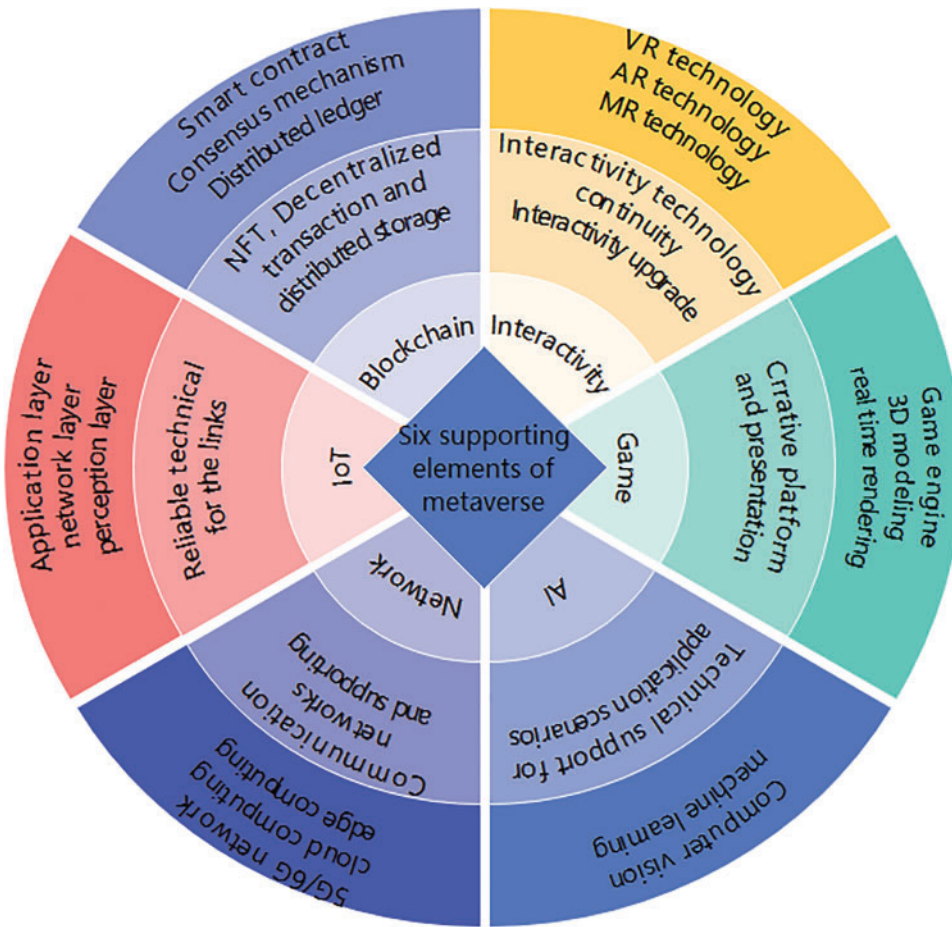 Six supporting
elements of
metaverse
Blockchain
NFT, Decentralized
transaction and
distributed storage
Smart contract
Consensus mechanism
Distributed ledger
Interactivity
Interactivity technology
continuity
Interactivity upgrade
VR technology
AR technology
MR technology
Game
Crrative platform
and presentation
Game engine
3D modeling
real time rendering
AI
Technical support for
application scenarios
Computer vision
mechine learning
Network
Communication
networks
and supporting
5G/6G network
cloud computing
edge computing
IoT
Reliable technical
for the links
Application layer
network layer
perception layer